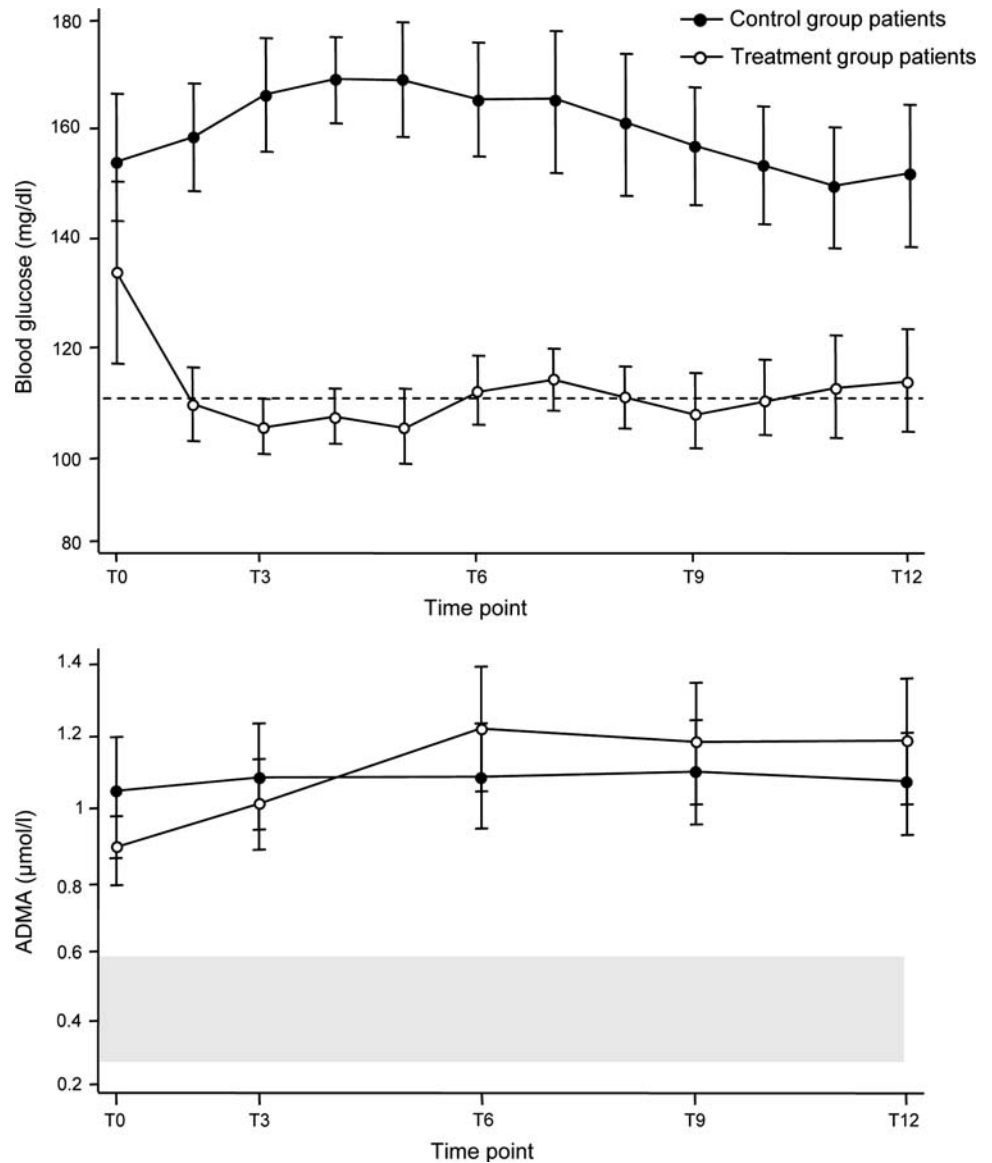 Control group patients
Treatment group patients
Blood glucose (mg/dl)
180
160
140
120
100
80
T0 T3 T6 T9 T12
Time point
ADMA (µmol/l)
1.4
1.2
1
0.8
0.6
0.4
0.2
T0 T3 T6 T9 T12
Time point